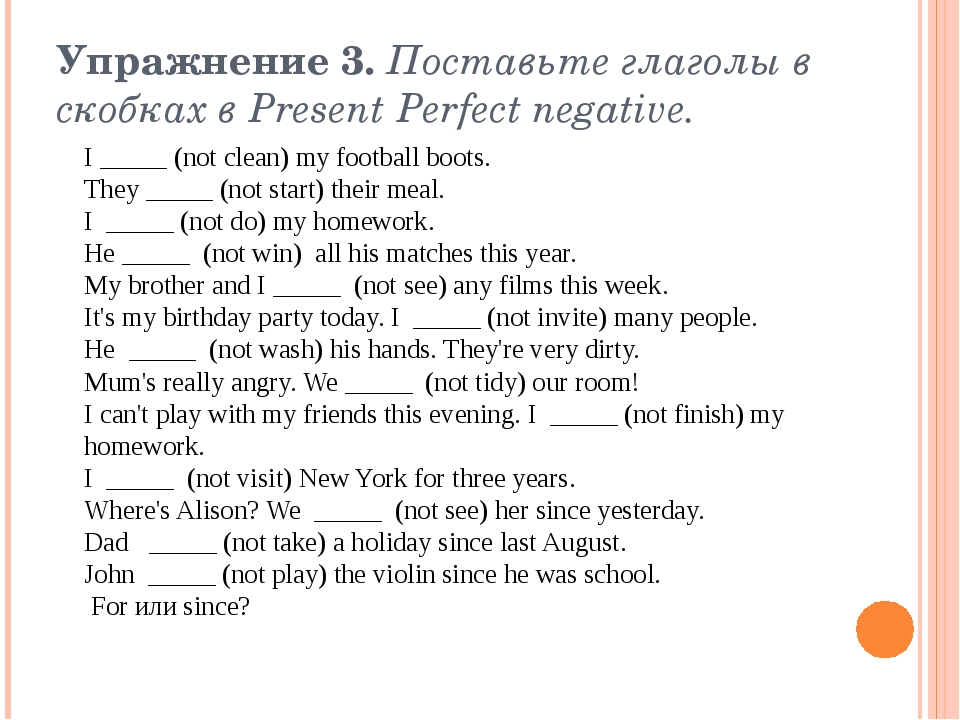 Упражнение 3. Поставьте глаголы в
скобках в Present Perfect negative.
I _____ (not clean) my football boots.
They _____ (not start) their meal.
I _____ (not do) my homework.
He _____ (not win) all his matches this year.
My brother and I _____ (not see) any films this week.
It's my birthday party today. I _____ (not invite) many people.
He _____ (not wash) his hands. They're very dirty.
Mum's really angry. We _____ (not tidy) our room!
I can't play with my friends this evening. I _____ (not finish) my
homework.
I _____ (not visit) New York for three years.
Where's Alison? We _____ (not see) her since yesterday.
Dad _____ (not take) a holiday since last August.
John _____ (not play) the violin since he was school.
For или since?